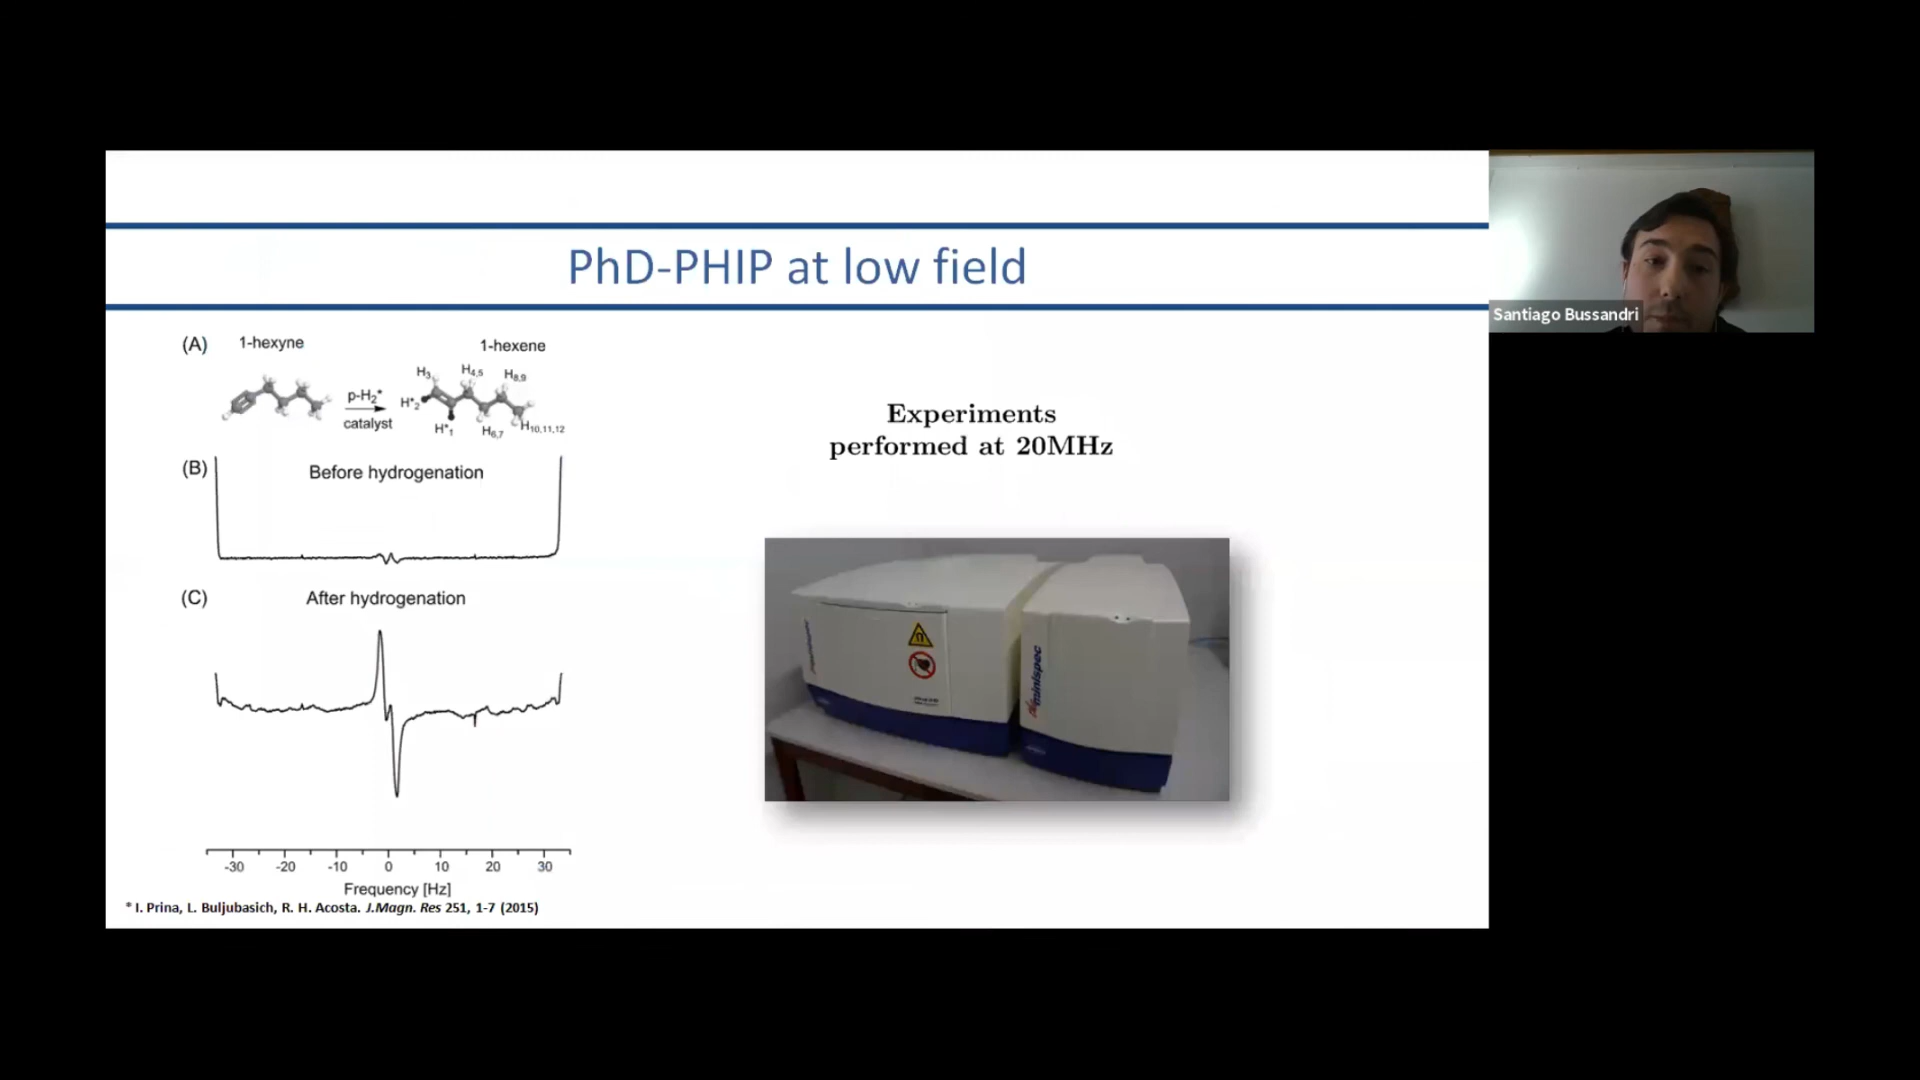 PhD-PHIP at low field
Santiago Bussandri
(A) 1-hexyne 1-hexene
H3 H4,5 H8,9
p-H2*
H*2
catalyst
H*1 H6,7 H10,11,12
(B) Before hydrogenation
(C) After hydrogenation
-30 -20 -10 0 10 20 30
Frequency [Hz]
* I. Prina, L. Buljubasich, R. H. Acosta. J.Magn. Res 251, 1-7 (2015)
Experiments
performed at 20MHz
minispec